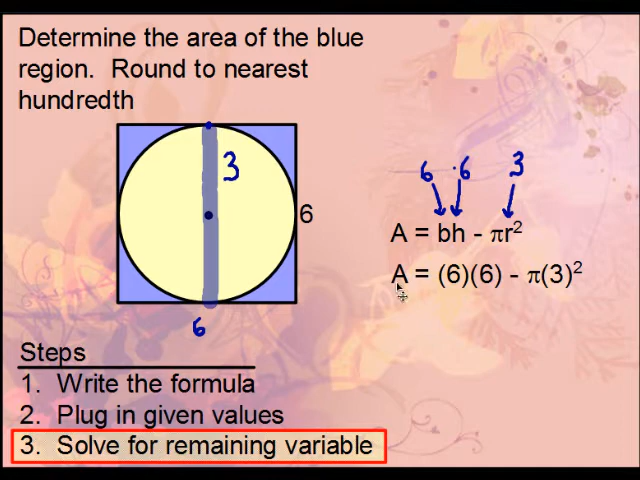 Determine the area of the blue
region.  Round to nearest
hundredth
3
6
6
6 6 3
A = bh - πr²
A = (6)(6) - π(3)²
Steps
1.  Write the formula
2.  Plug in given values
3.  Solve for remaining variable